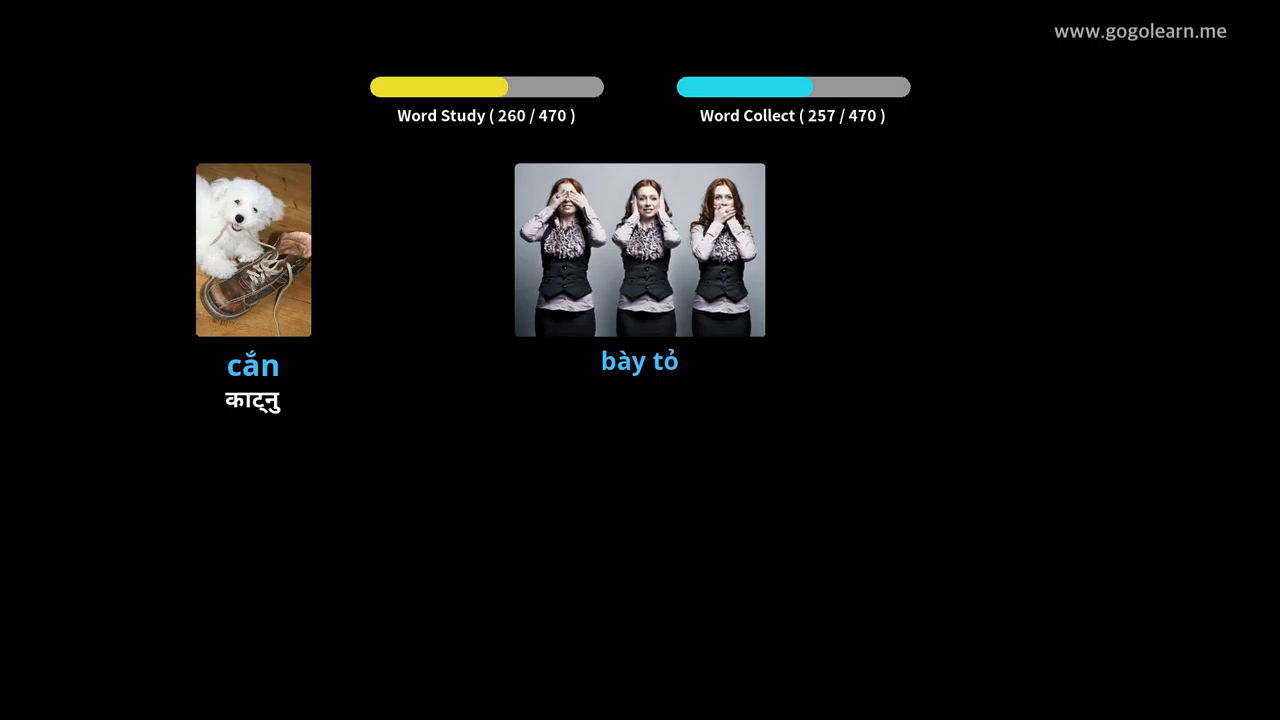 www.gogolearn.me
Word Study ( 260 / 470 )
Word Collect ( 257 / 470 )
cắn
काट्नु
bày tỏ